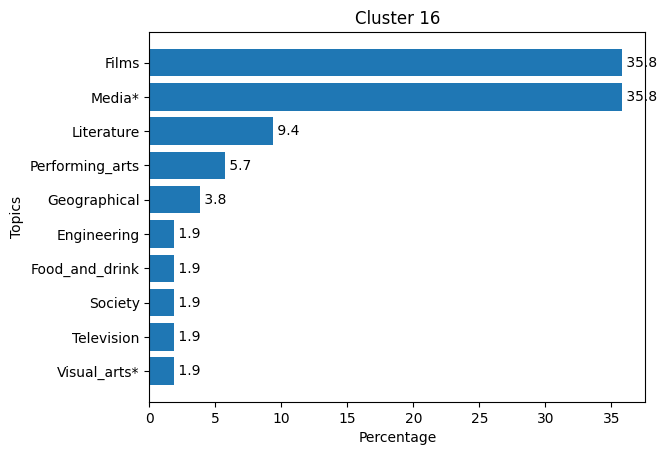 Cluster 16
Films 35.8
Media* 35.8
Literature 9.4
Performing_arts 5.7
Geographical 3.8
Engineering 1.9
Food_and_drink 1.9
Society 1.9
Television 1.9
Visual_arts* 1.9
Topics
0 5 10 15 20 25 30 35
Percentage